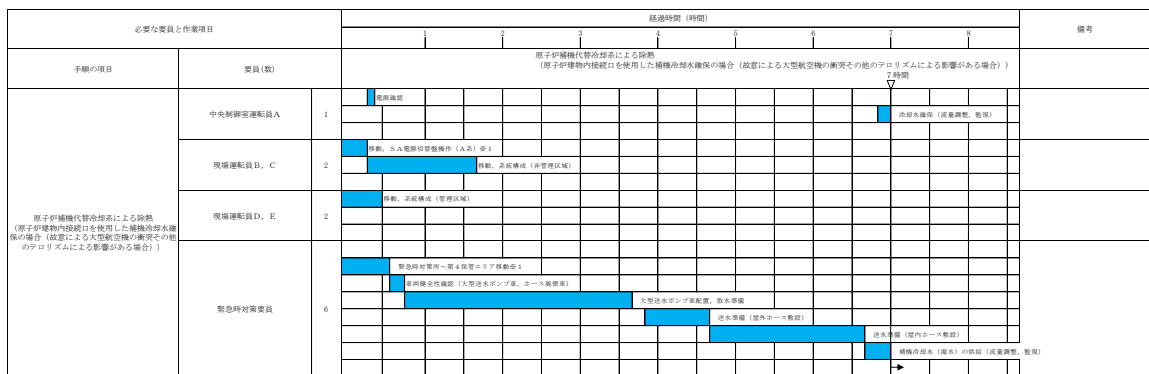 必要な要員と作業項目
経過時間（時間）
備考
1 2 3 4 5 6 7 8
手順の項目
要員(数)
原子炉補機代替冷却系による除熱
（原子炉建物内接続口を使用した補機冷却水確保の場合（故意による大型航空機の衝突その他のテロリズムによる影響がある場合））
7時間
原子炉補機代替冷却系による除熱
（原子炉建物内接続口を使用した補機冷却水確
保の場合（故意による大型航空機の衝突その他
のテロリズムによる影響がある場合））
中央制御室運転員A
1
電源確認
冷却水確保（流量調整，監視）
現場運転員B，C
2
移動，SA電源切替盤操作（A系）※1
移動，系統構成（非管理区域）
現場運転員D，E
2
移動，系統構成（管理区域）
緊急時対策要員
6
緊急時対策所～第4保管エリア移動※1
車両健全性確認（大型送水ポンプ車，ホース展張車）
大型送水ポンプ車配置，取水準備
送水準備（屋外ホース敷設）
送水準備（屋内ホース敷設）
補機冷却水（海水）の供給（流量調整，監視）